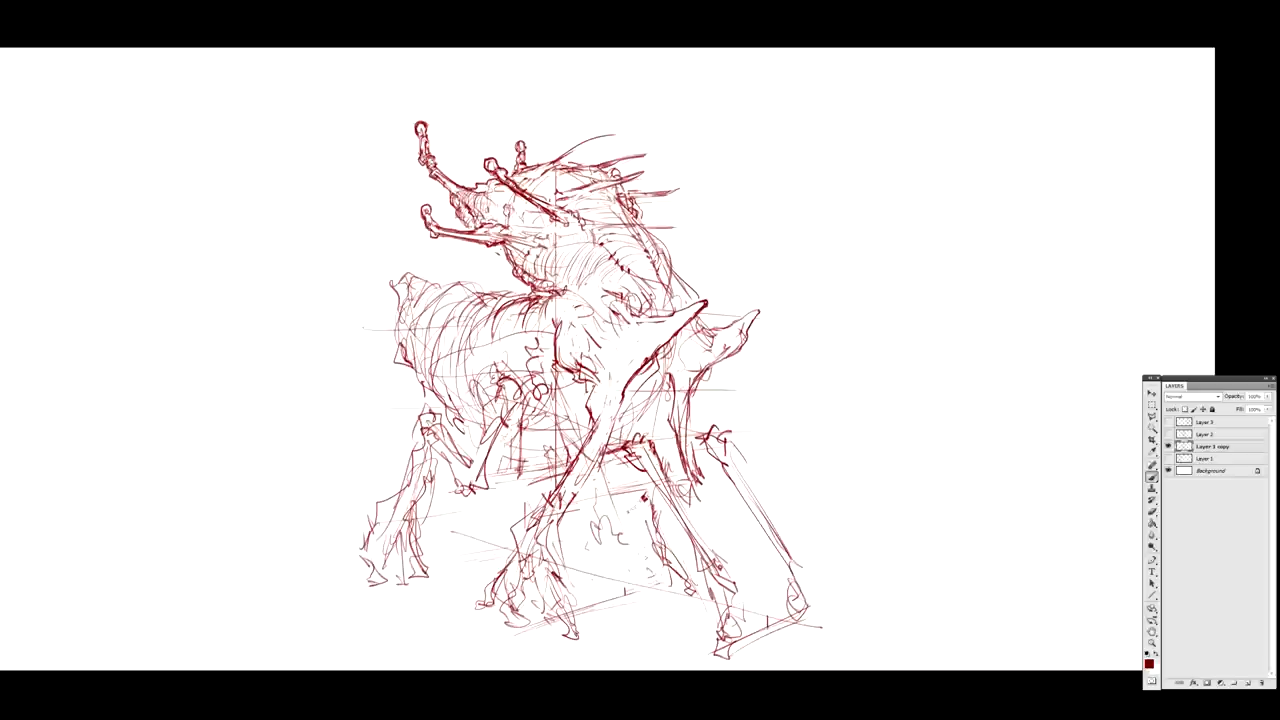 LAYERS
Normal Opacity: 100%
Lock: Fill: 100%
Layer 3
Layer 2
Layer 1 copy
Layer 1
Background